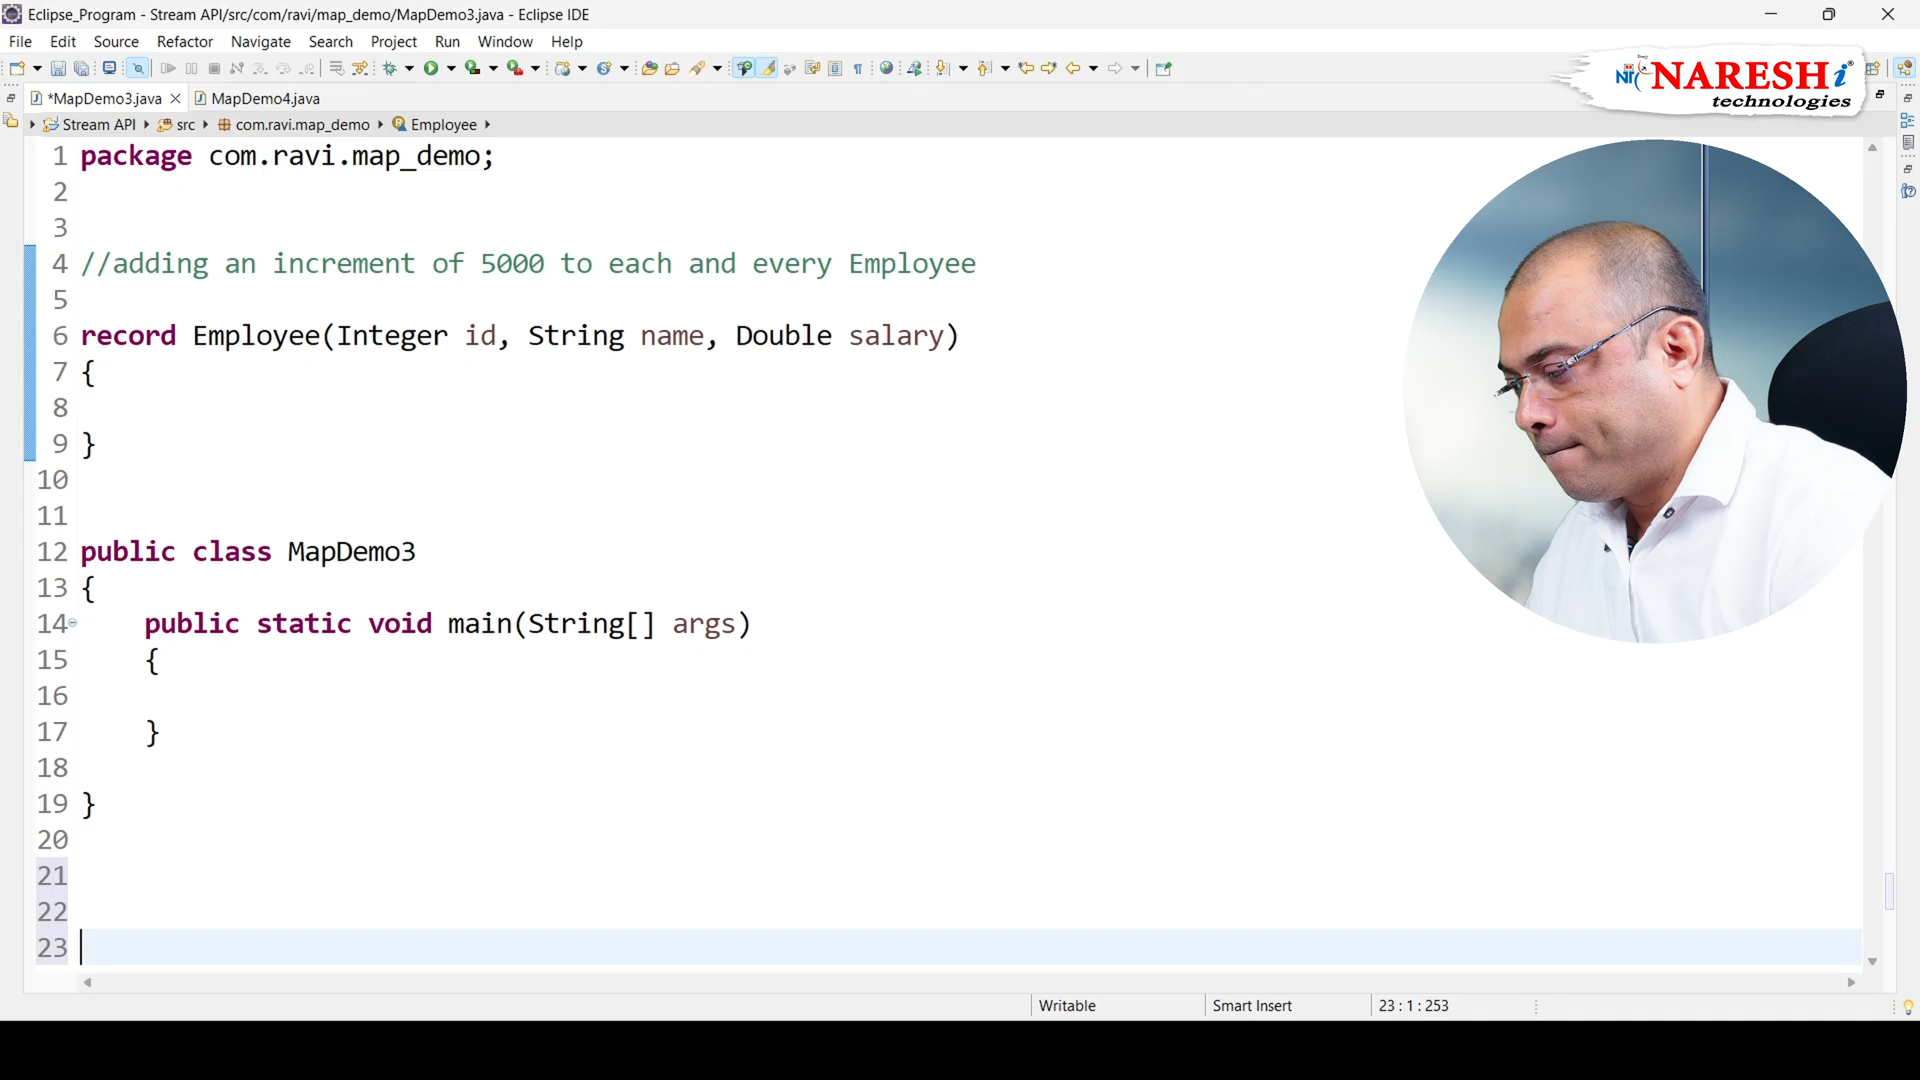 Eclipse_Program - Stream API/src/com/ravi/map_demo/MapDemo3.java - Eclipse IDE
File Edit Source Refactor Navigate Search Project Run Window Help
*MapDemo3.java MapDemo4.java
Stream API src com.ravi.map_demo Employee
NARESH i
technologies
1 package com.ravi.map_demo;
2
3
4 //adding an increment of 5000 to each and every Employee
5
6 record Employee(Integer id, String name, Double salary)
7 {
8
9 }
10
11
12 public class MapDemo3
13 {
14 public static void main(String[] args)
15 {
16
17 }
18
19 }
20
21
22
23
Writable Smart Insert 23 : 1 : 253